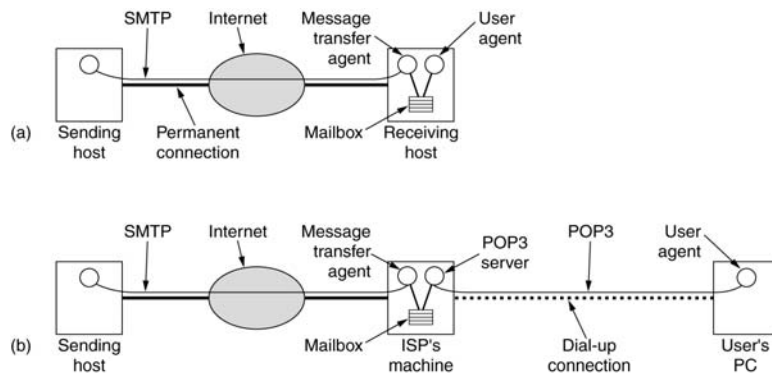 SMTP
Internet
Message
transfer
agent
User
agent
(a)
Sending
host
Permanent
connection
Mailbox
Receiving
host
SMTP
Internet
Message
transfer
agent
POP3
server
POP3
User
agent
(b)
Sending
host
Mailbox
ISP's
machine
Dial-up
connection
User's
PC